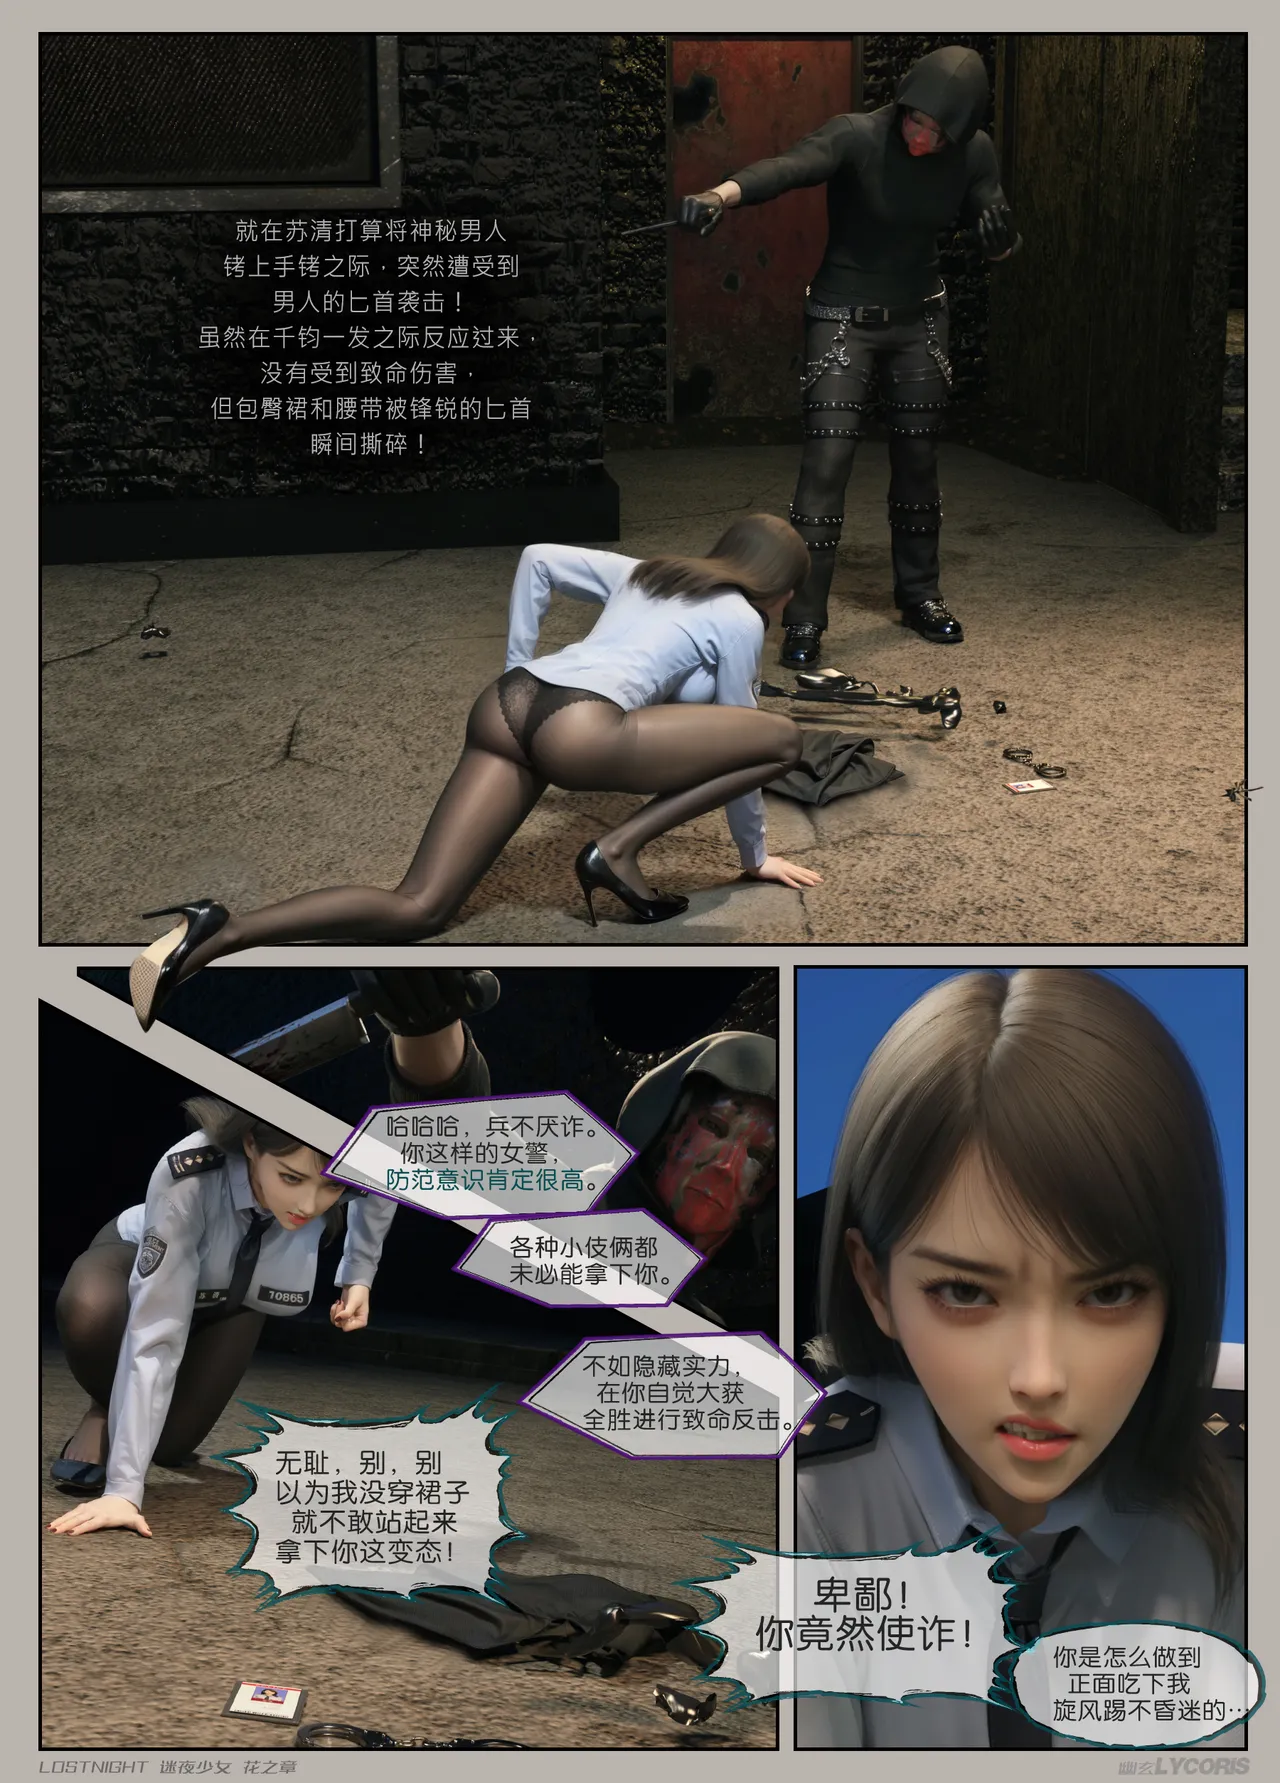 就在苏清打算将神秘男人
铐上手铐之际，突然遭受到
男人的匕首袭击！
虽然在千钧一发之际反应过来，
没有受到致命伤害，
但包臀裙和腰带被锋锐的匕首
瞬间撕碎！
哈哈哈，兵不厌诈。
你这样的女警，
防范意识肯定很高。
各种小伎俩都
未必能拿下你。
不如隐藏实力，
在你自觉大获
全胜进行致命反击。
10865
无耻，别，别
以为我没穿裙子
就不敢站起来
拿下你这变态！
卑鄙！
你竟然使诈！
你是怎么做到
正面吃下我
旋风踢不昏迷的…
LOSTNIGHT 迷夜少女 花之章
幽玄LYCORIS